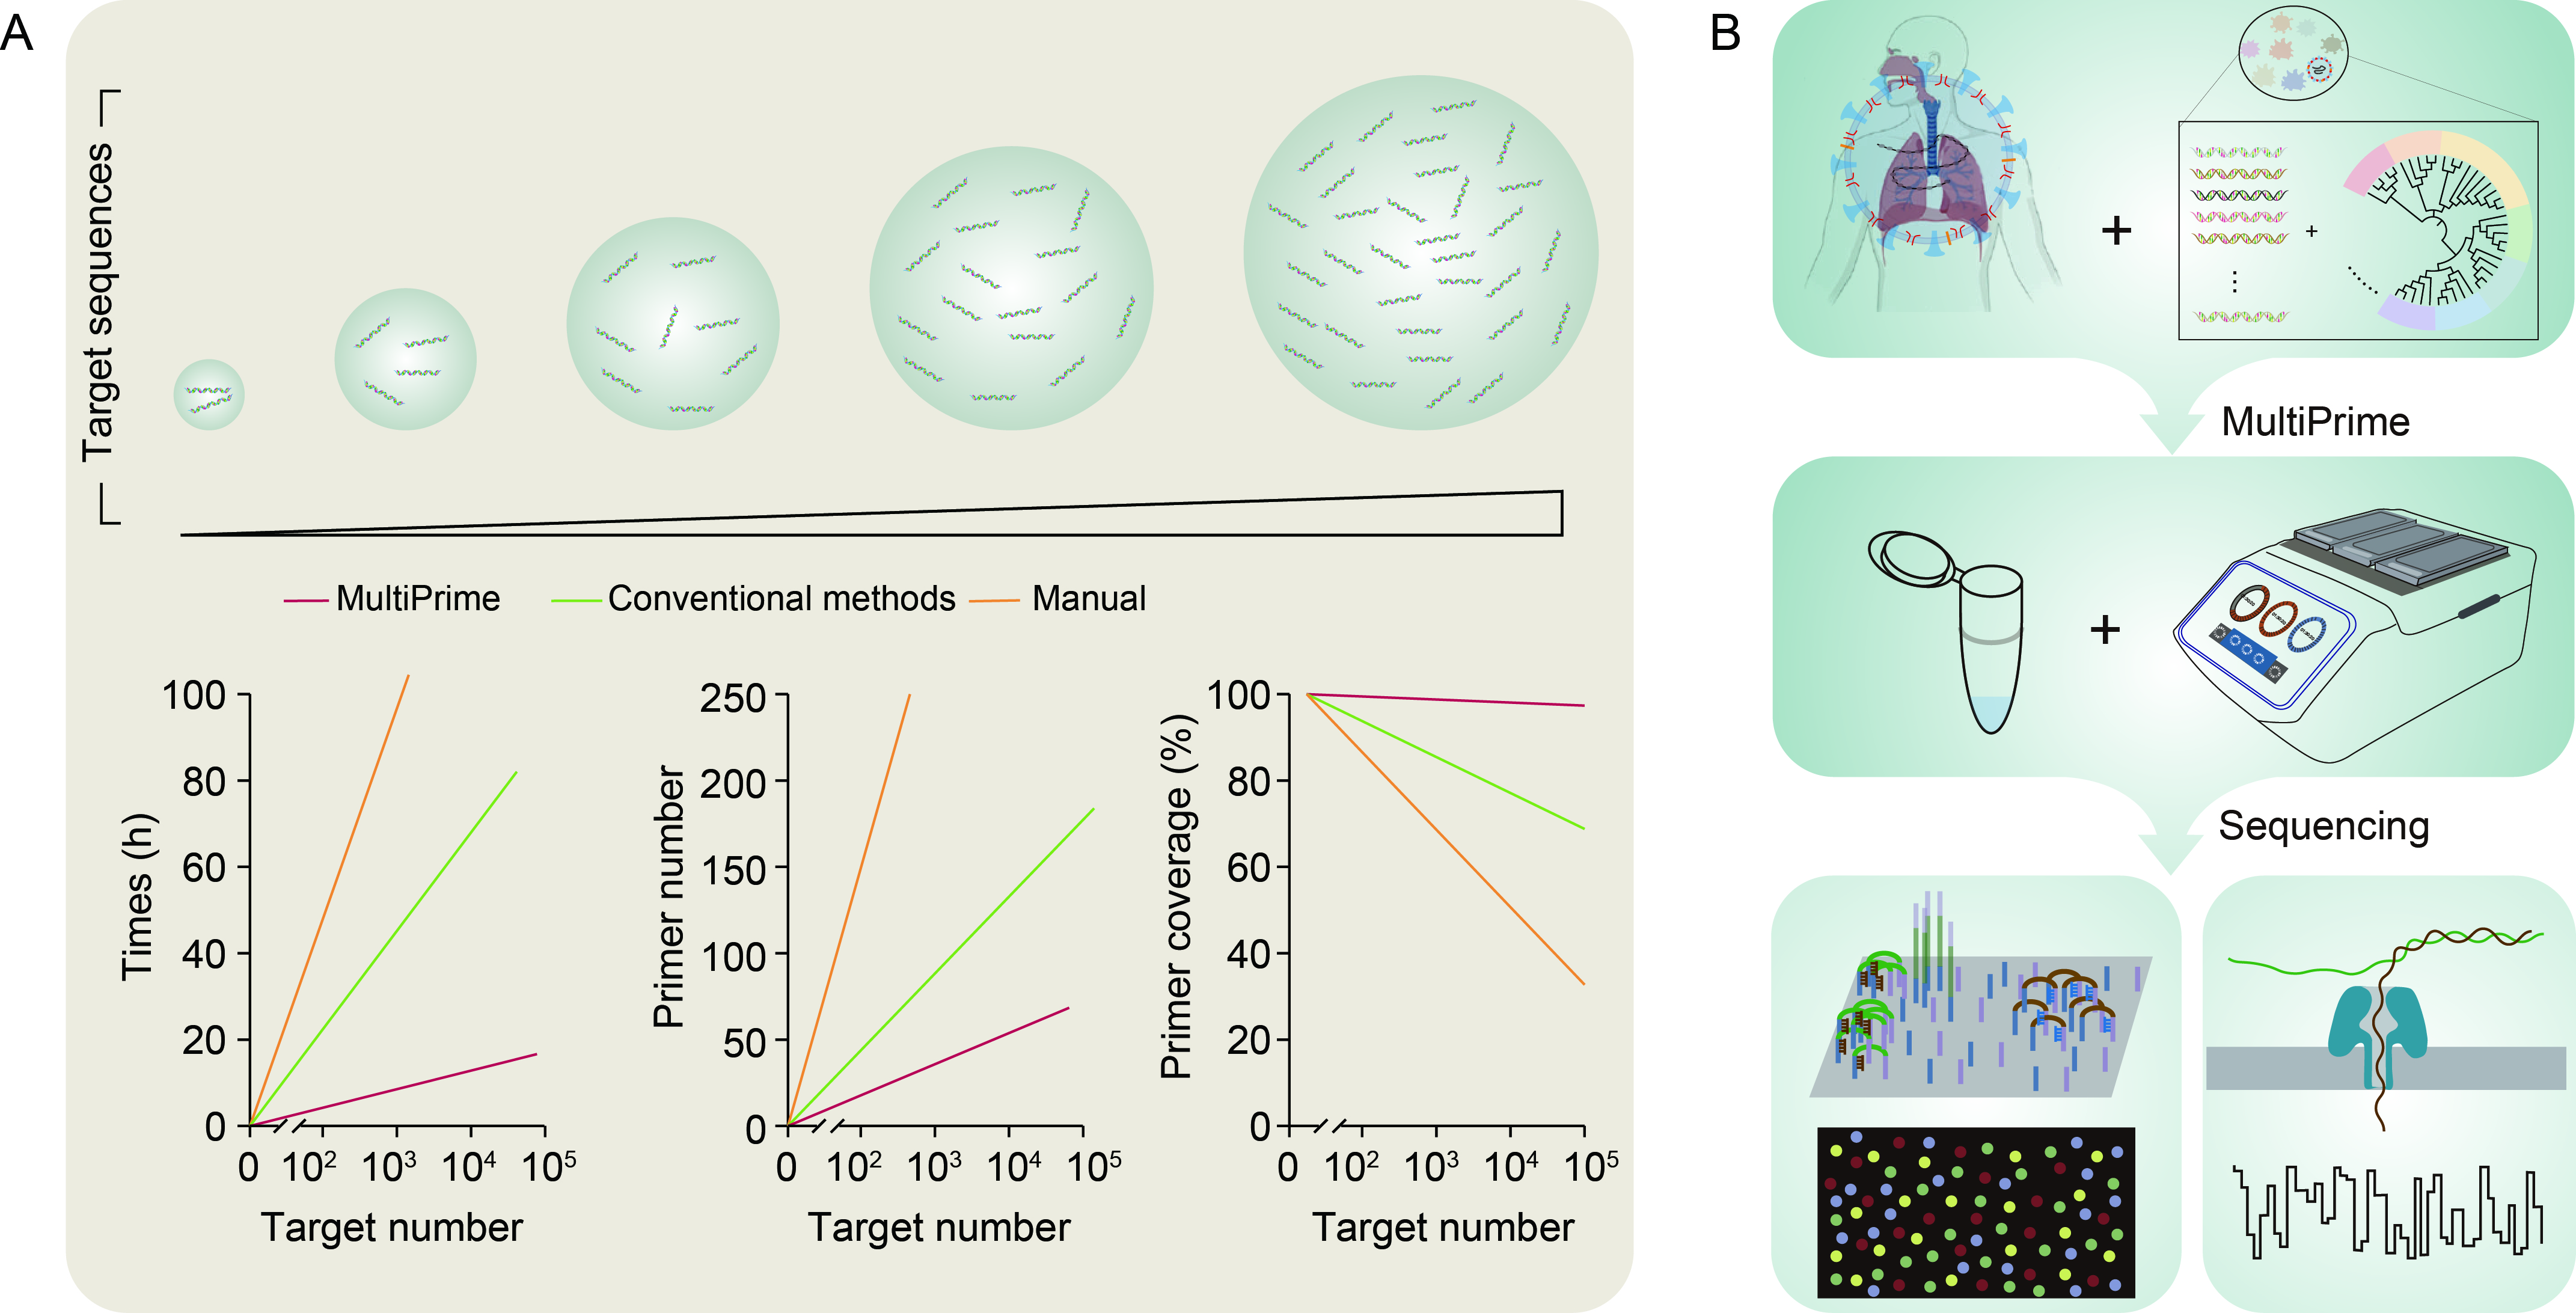 A
Target sequences
MultiPrime
Conventional methods
Manual
100
80
60
40
20
0
Times (h)
0
10²
10³
10⁴
10⁵
Target number
250
200
150
100
50
0
Primer number
0
10²
10³
10⁴
10⁵
Target number
100
80
60
40
20
0
Primer coverage (%)
0
10²
10³
10⁴
10⁵
Target number
B
+
+
MultiPrime
+
Sequencing